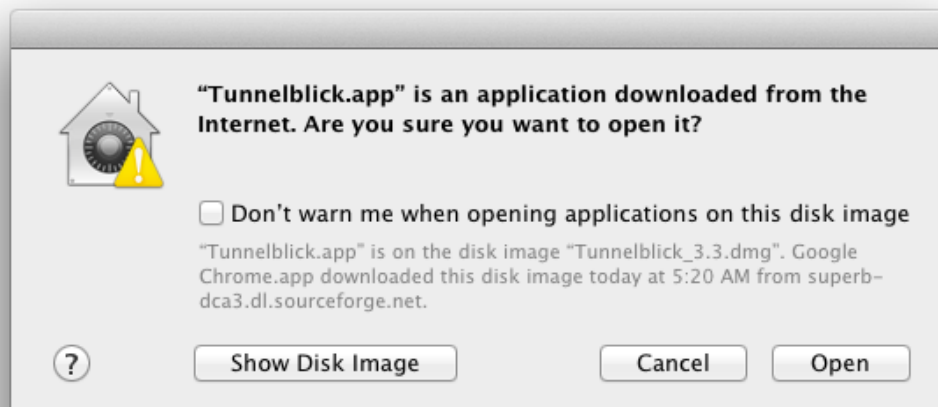 “Tunnelblick.app” is an application downloaded from the
Internet. Are you sure you want to open it?
Don’t warn me when opening applications on this disk image
“Tunnelblick.app” is on the disk image “Tunnelblick_3.3.dmg”. Google
Chrome.app downloaded this disk image today at 5:20 AM from superb-
dca3.dl.sourceforge.net.
? Show Disk Image Cancel Open